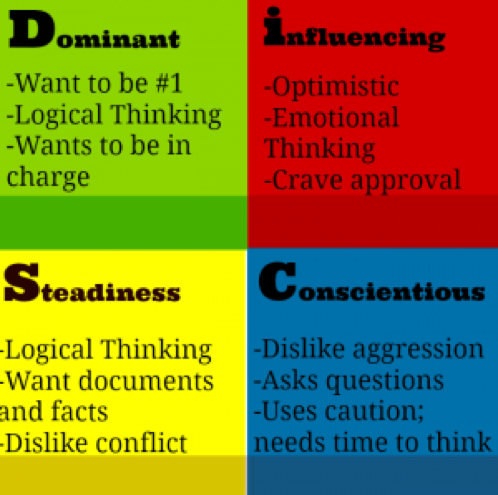 Dominant
-Want to be #1
-Logical Thinking
-Wants to be in
charge
influencing
-Optimistic
-Emotional
Thinking
-Crave approval
Steadiness
-Logical Thinking
-Want documents
and facts
-Dislike conflict
Conscientious
-Dislike aggression
-Asks questions
-Uses caution;
needs time to think